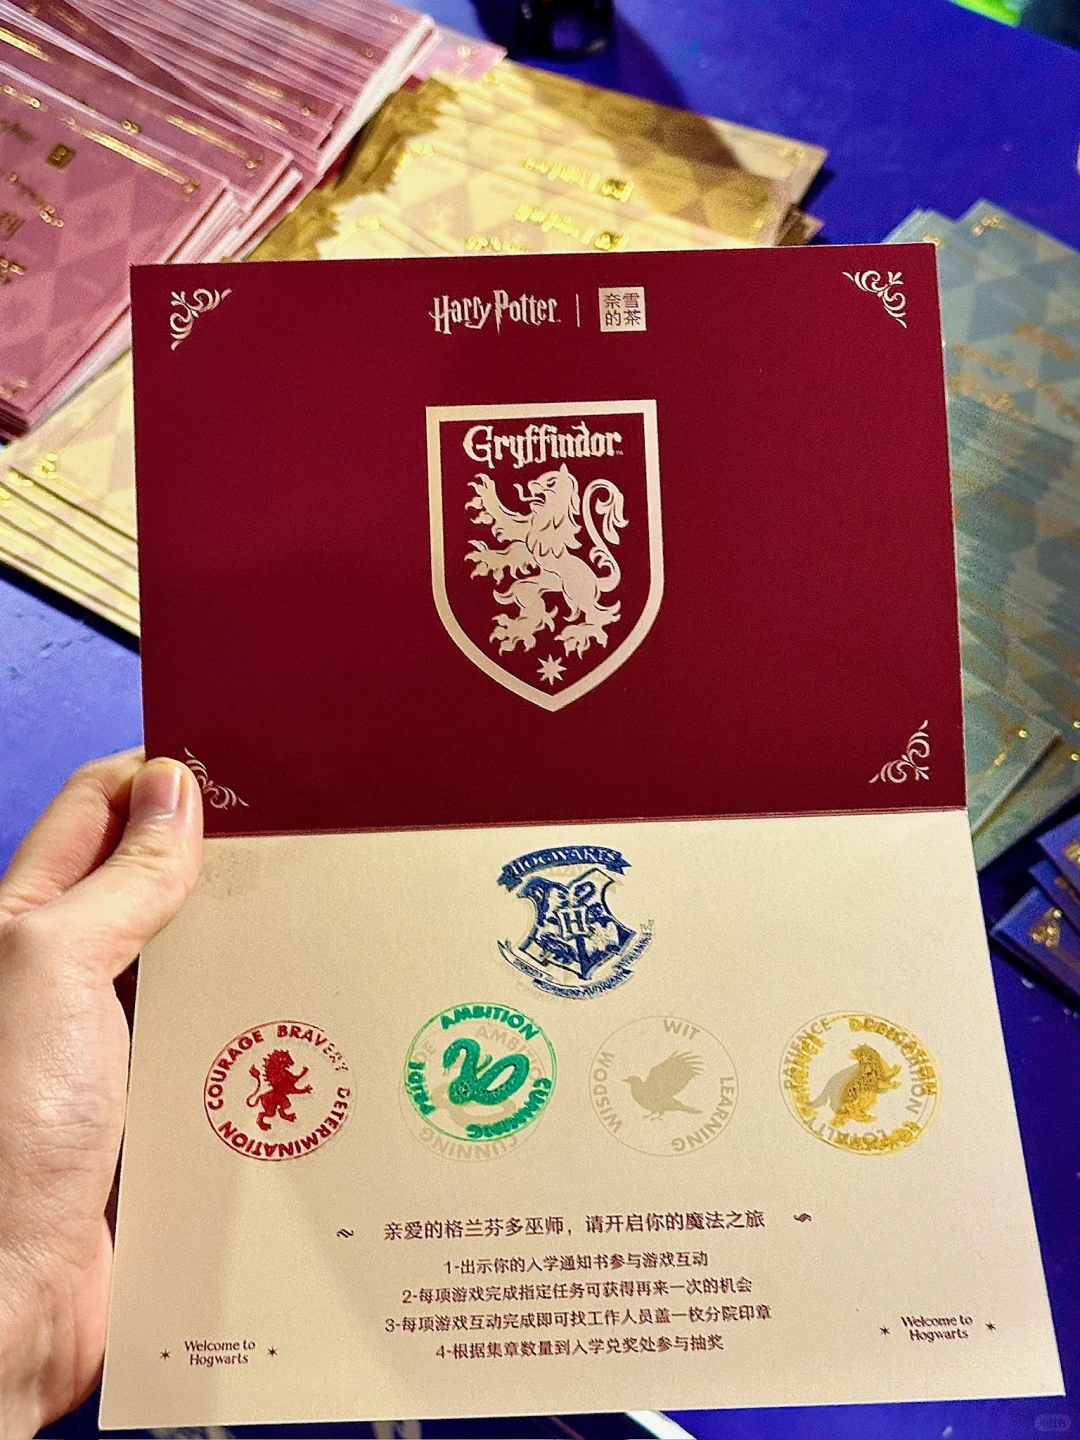 Harry Potter | 奈雪的茶
Gryffindor
HOGWARTS
H
COURAGE BRAVERY DETERMINATION
AMBITION CUNNING PRIDE
WIT LEARNING WISDOM
PATIENCE DEDICATION LOYALTY
亲爱的格兰芬多巫师，请开启你的魔法之旅
1-出示你的入学通知书参与游戏互动
2-每项游戏完成指定任务可获得再来一次的机会
3-每项游戏互动完成即可找工作人员盖一枚分院印章
4-根据集章数量到入学兑奖处参与抽奖
Welcome to
Hogwarts
Welcome to
Hogwarts
小红书